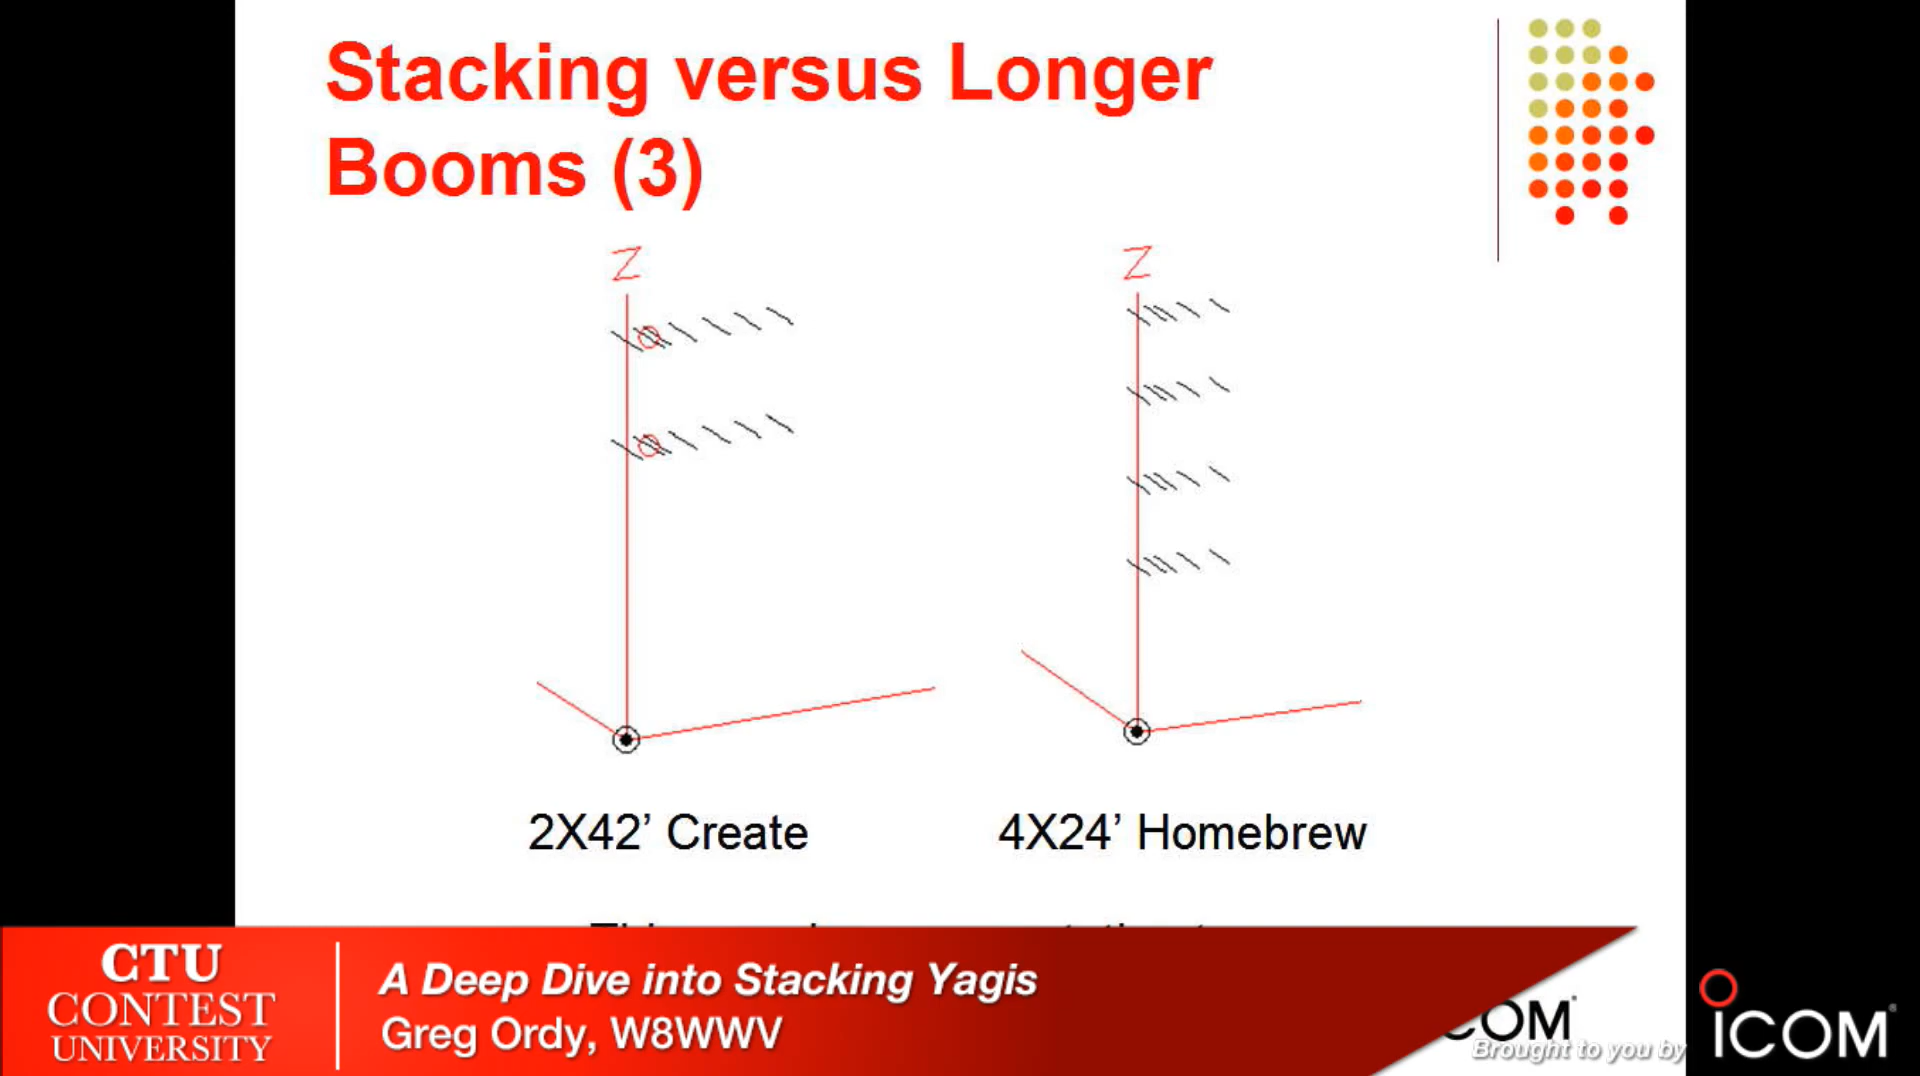 Stacking versus Longer
Booms (3)
Z
Z
2X42’ Create
4X24’ Homebrew
CTU
CONTEST
UNIVERSITY
A Deep Dive into Stacking Yagis
Greg Ordy, W8WWV
COM
Brought to you by
ICOM